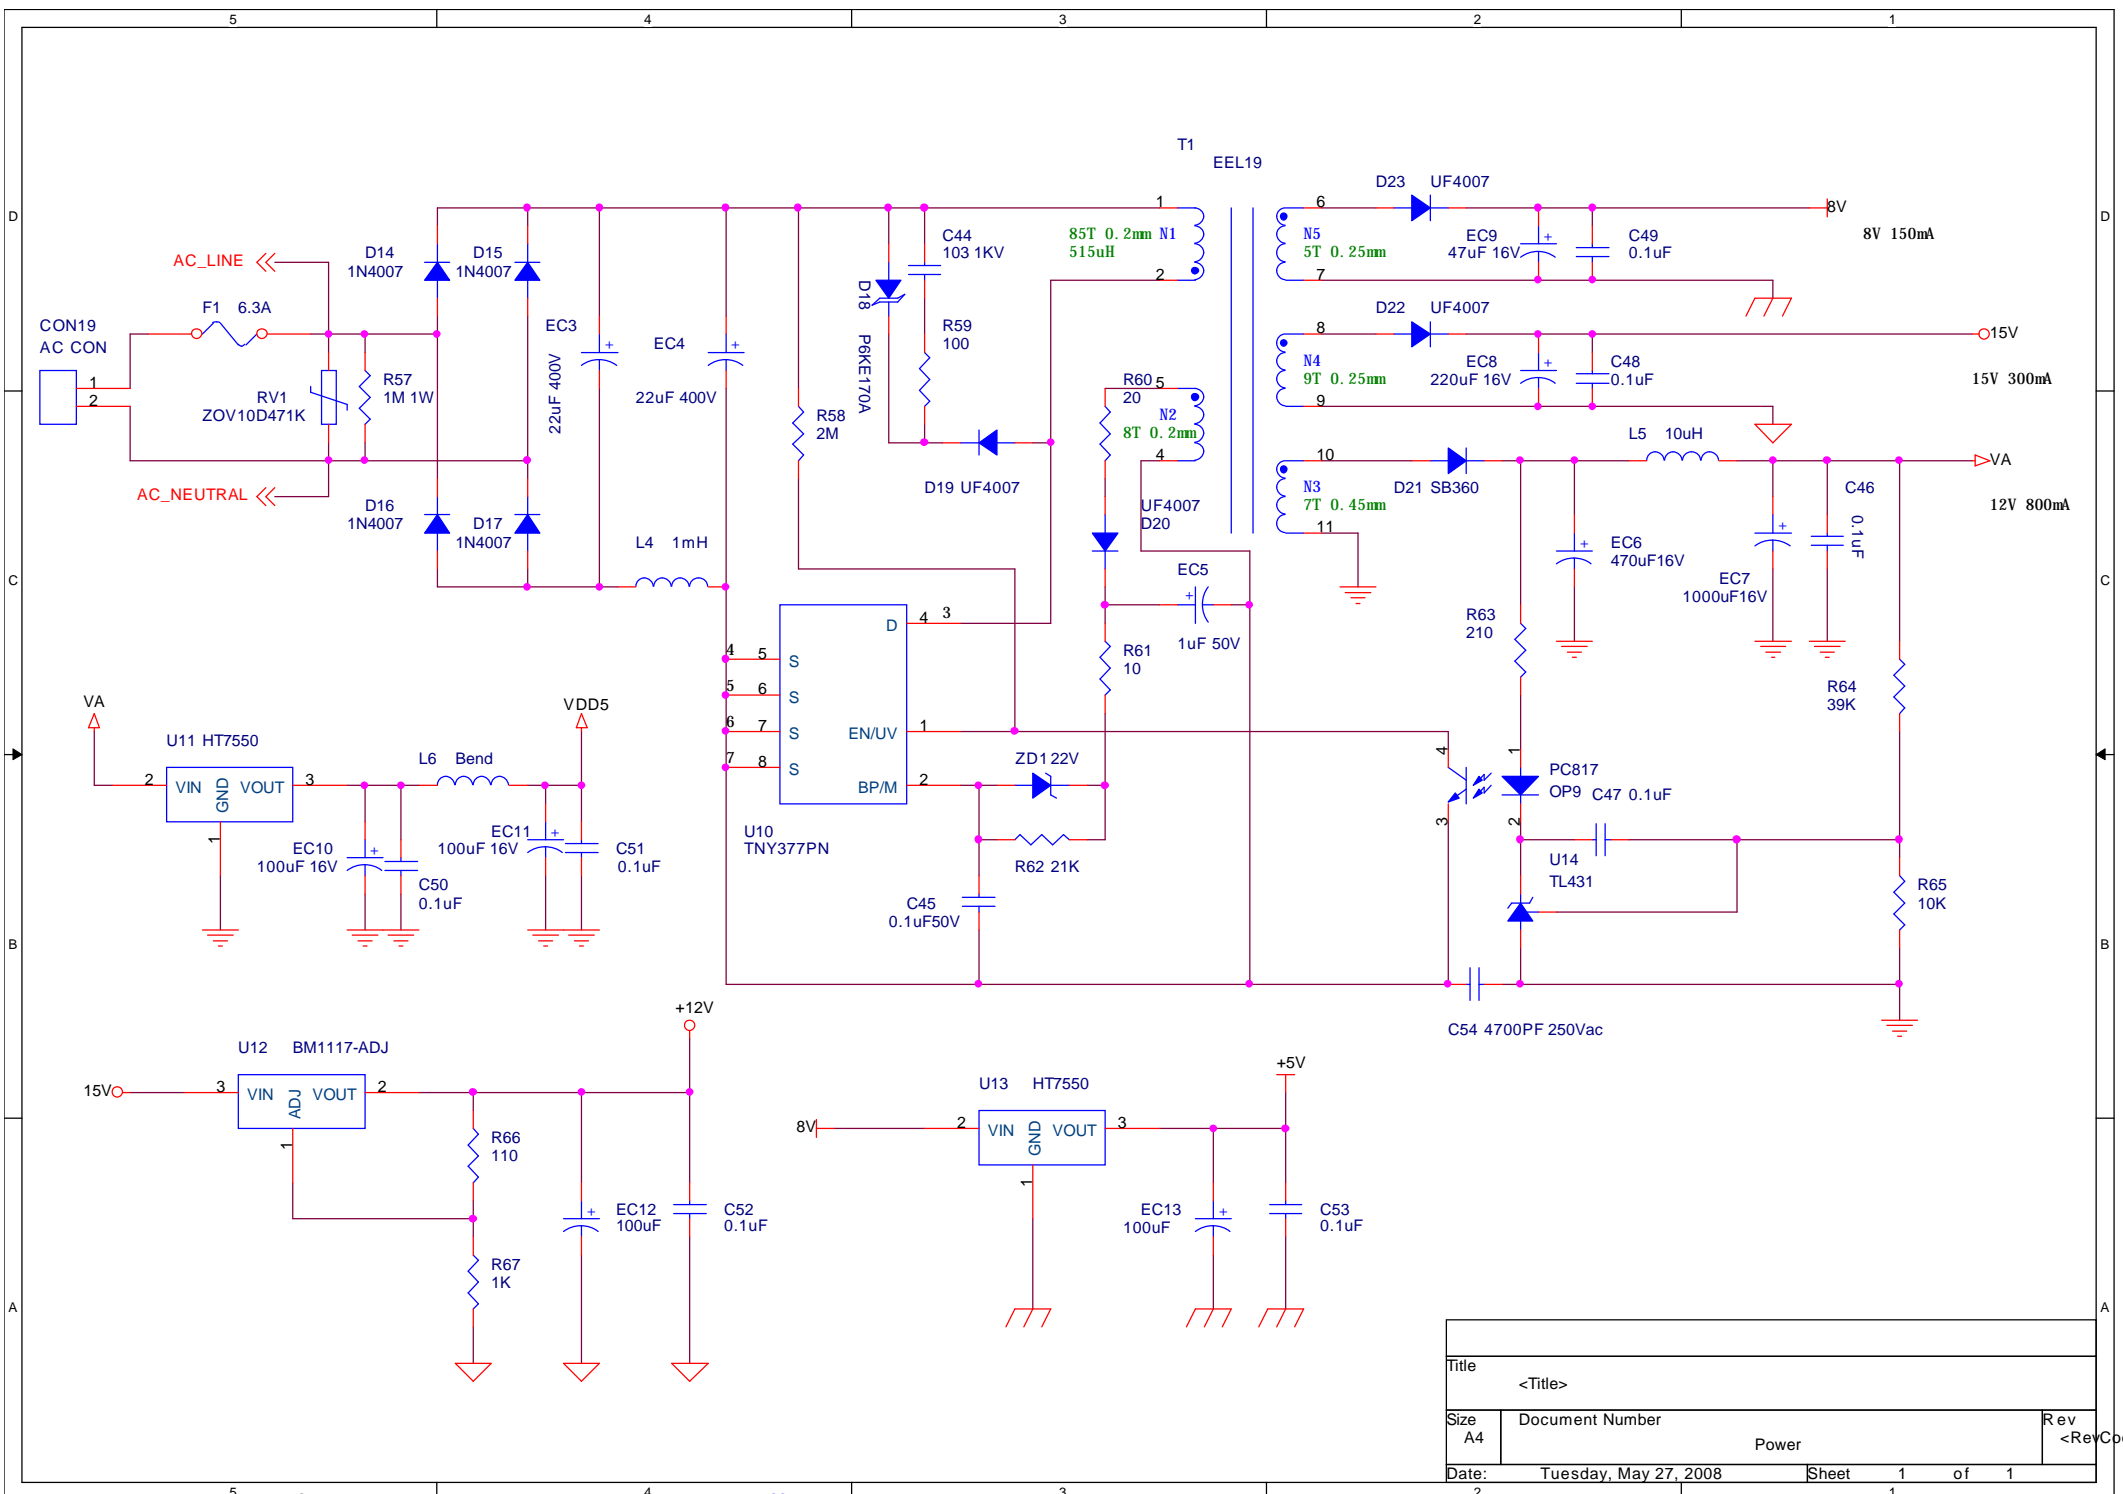 5 4 3 2 1
T1
EEL19
D23 UF4007
D D
1 6
8V
AC_LINE
D14
1N4007
D15
1N4007
C44
103 1KV
85T 0.2mm N1
515uH
N5
5T 0.25mm
EC9
47uF 16V
C49
0.1uF
8V 150mA
2 7
F1 6.3A
D18
P6KE170A
D22 UF4007
CON19
AC CON
EC3
22uF 400V
EC4
22uF 400V
R59
100
8
15V
1
2
RV1
ZOV10D471K
R57
1M 1W
R60
20
5
N4
9T 0.25mm
EC8
220uF 16V
C48
0.1uF
15V 300mA
9
R58
2M
N2
8T 0.2mm
4
L5 10uH
10
VA
AC_NEUTRAL
D19 UF4007
N3
7T 0.45mm
D21 SB360
C46
0.1uF
12V 800mA
D16
1N4007
D17
1N4007
UF4007
D20
11
L4 1mH
EC6
470uF16V
EC7
1000uF16V
C C
EC5
1uF 50V
D 4 3
R63
210
4 5 S
5 6 S
6 7 S
7 8 S
R61
10
R64
39K
VA
VDD5
EN/UV 1
U11 HT7550
L6 Bend
ZD1 22V
4
1
PC817
OP9
C47 0.1uF
2 VIN GND VOUT 3
1
BP/M 2
3
2
U10
TNY377PN
EC10
100uF 16V
EC11
100uF 16V
C51
0.1uF
R62 21K
U14
TL431
C50
0.1uF
C45
0.1uF50V
R65
10K
B B
+12V
C54 4700PF 250Vac
U12 BM1117-ADJ
15V
3 VIN ADJ VOUT 2
1
+5V
U13 HT7550
8V
2 VIN GND VOUT 3
1
R66
110
EC12
100uF
C52
0.1uF
EC13
100uF
C53
0.1uF
R67
1K
A A
Title
<Title>
Size
A4
Document Number
Power
Rev
<RevCo
Date: Tuesday, May 27, 2008 Sheet 1 of 1
5 4 3 2 1